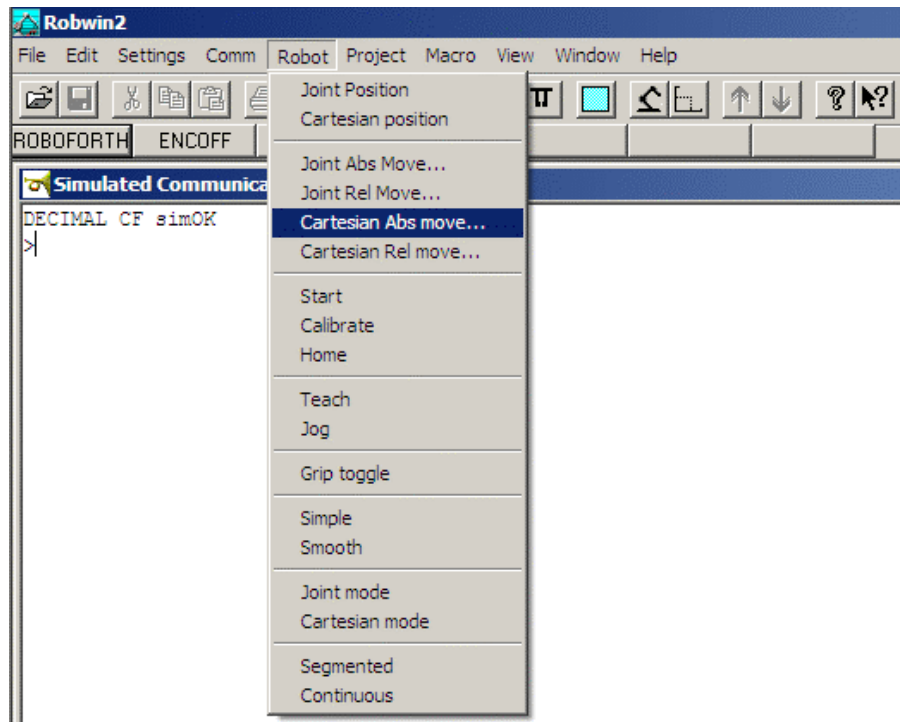 Robwin2
File Edit Settings Comm Robot Project Macro View Window Help
ROBOFORTH ENCOFF
Simulated Communica
DECIMAL CF simOK
>
Joint Position
Cartesian position
Joint Abs Move...
Joint Rel Move...
Cartesian Abs move...
Cartesian Rel move...
Start
Calibrate
Home
Teach
Jog
Grip toggle
Simple
Smooth
Joint mode
Cartesian mode
Segmented
Continuous